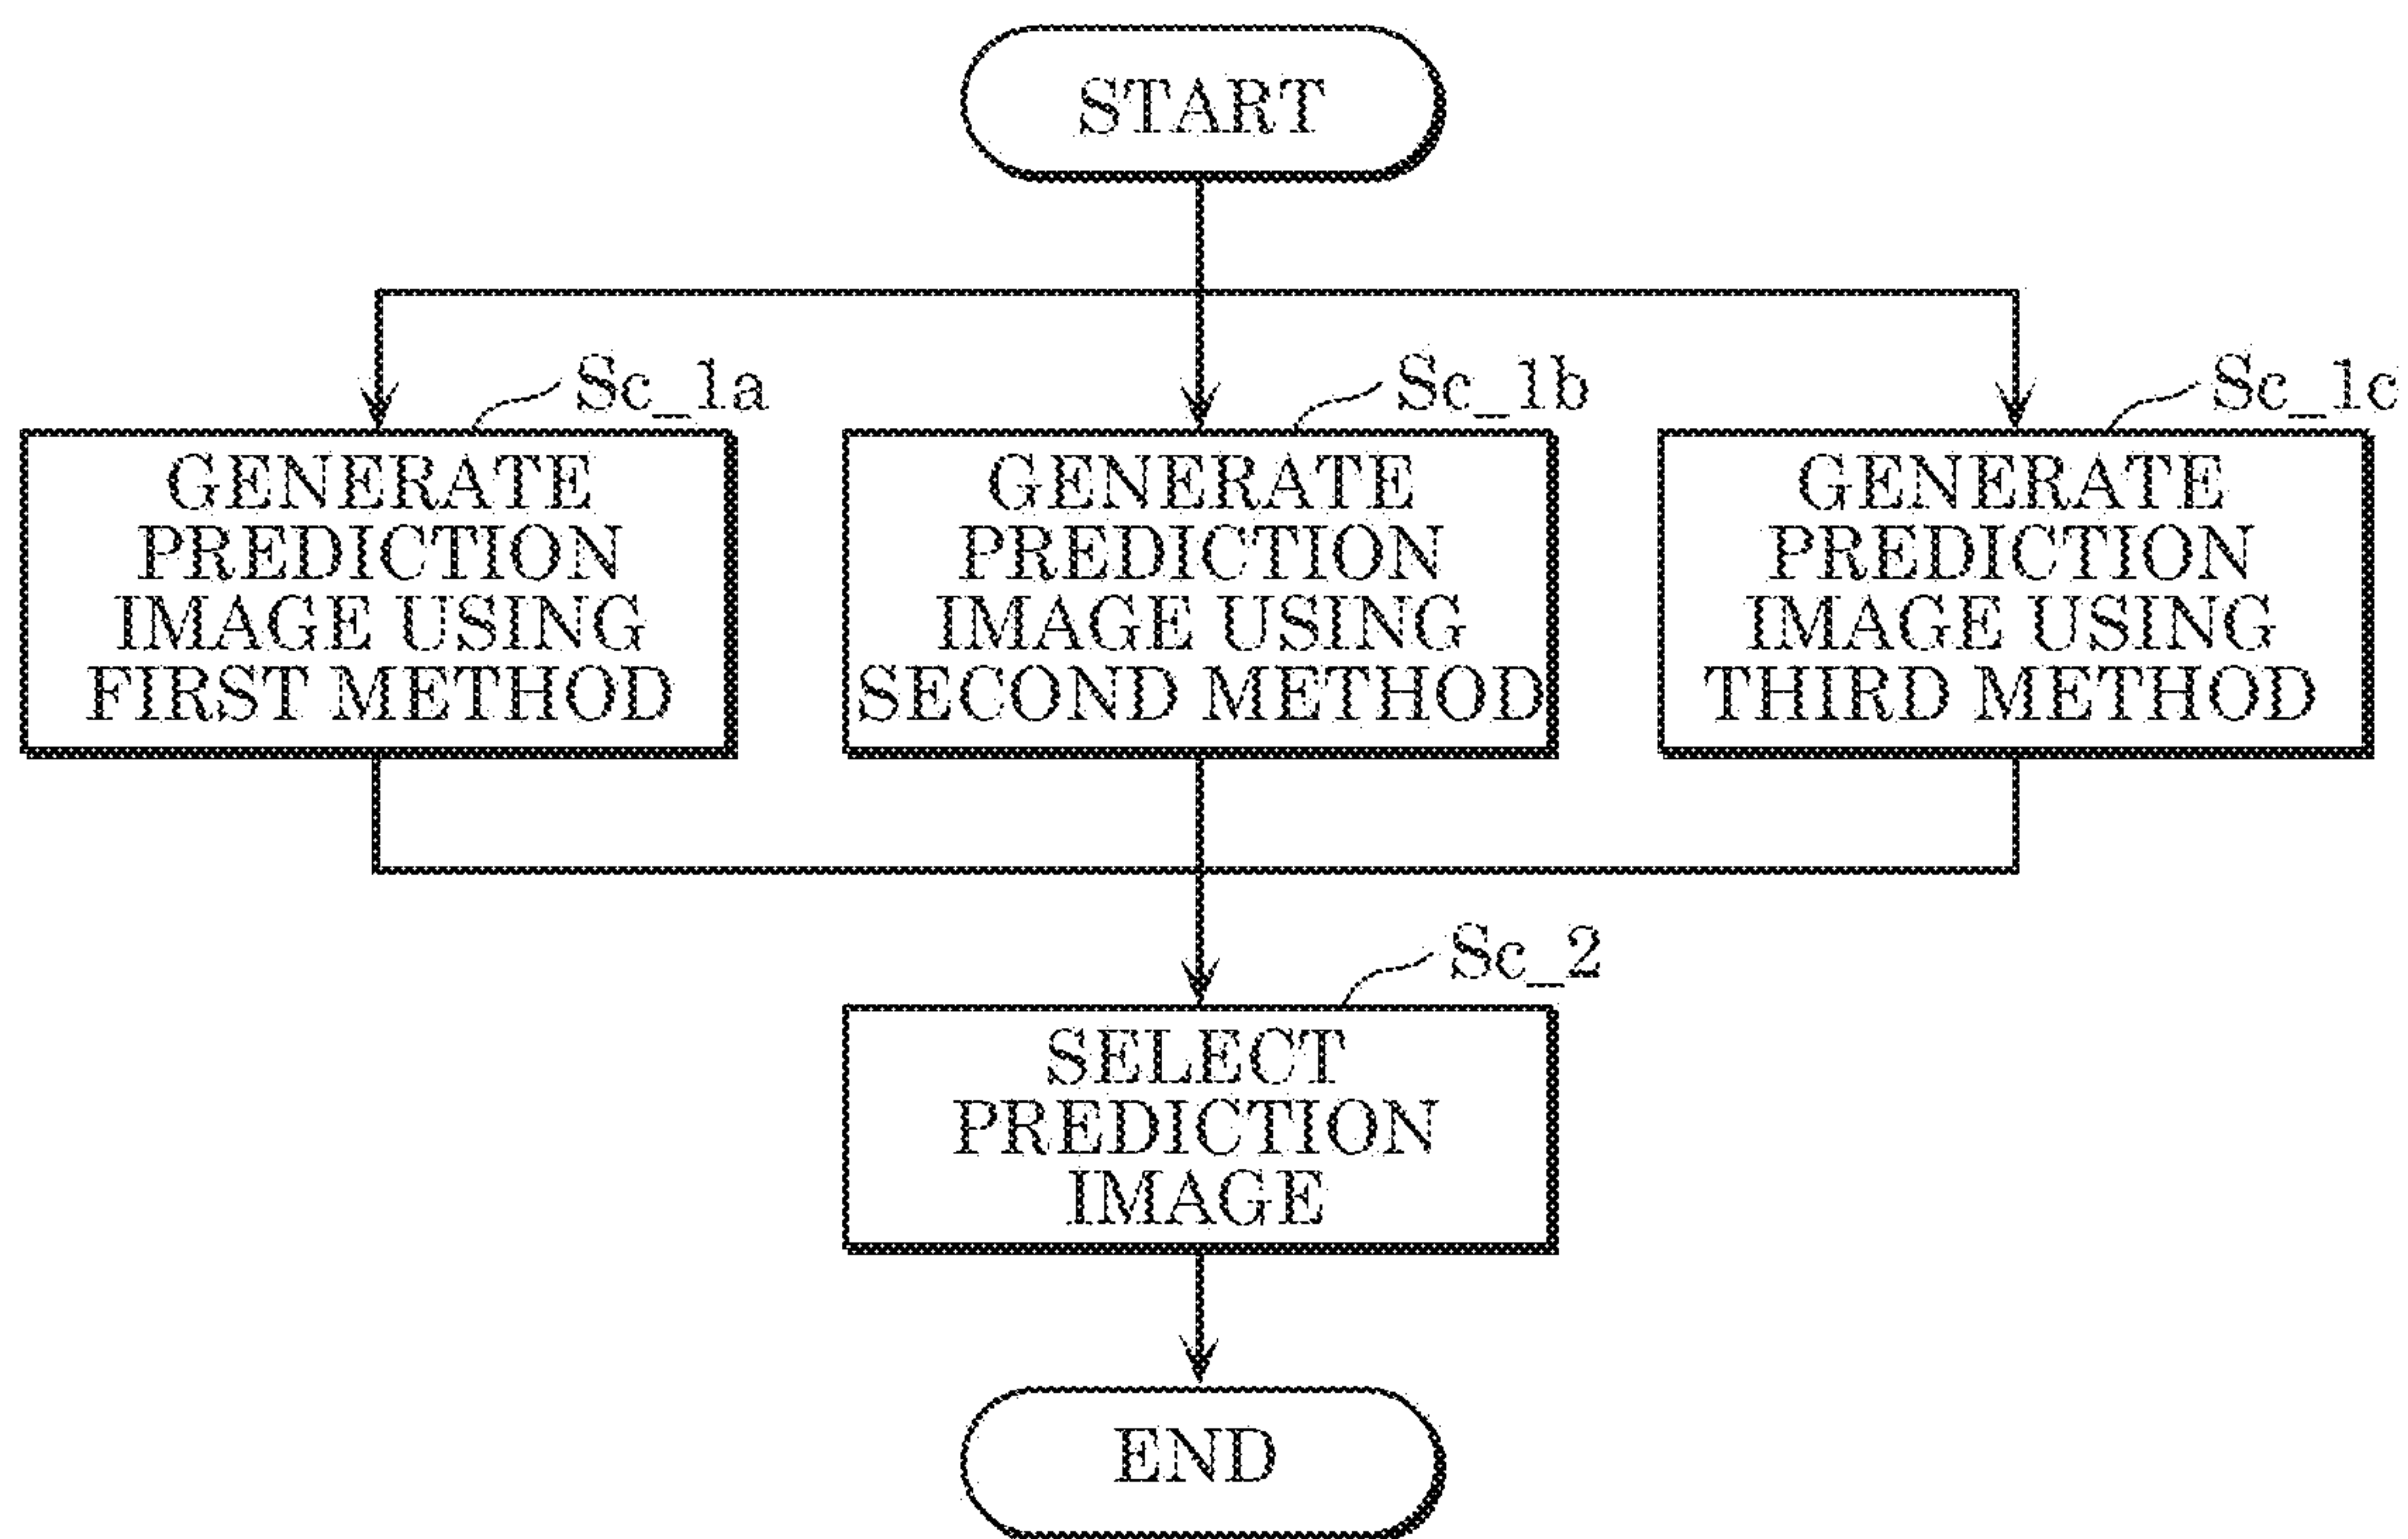 START
Sc_1a
GENERATE
PREDICTION
IMAGE USING
FIRST METHOD
Sc_1b
GENERATE
PREDICTION
IMAGE USING
SECOND METHOD
Sc_1c
GENERATE
PREDICTION
IMAGE USING
THIRD METHOD
Sc_2
SELECT
PREDICTION
IMAGE
END